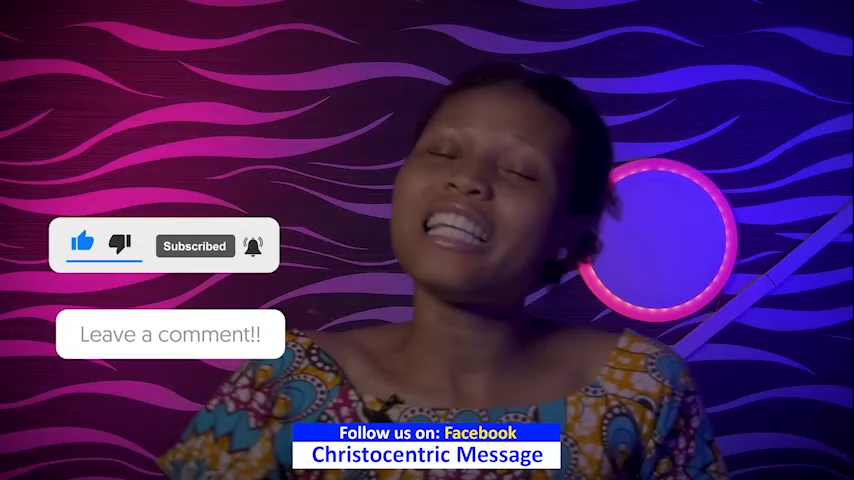 Subscribed
Leave a comment!!
Follow us on: Facebook
Christocentric Message